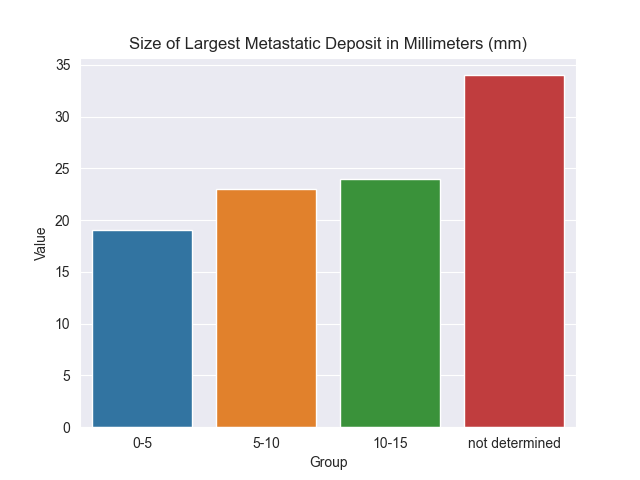 Size of Largest Metastatic Deposit in Millimeters (mm)
35
30
25
20
15
10
5
0
Value
0-5
5-10
10-15
not determined
Group